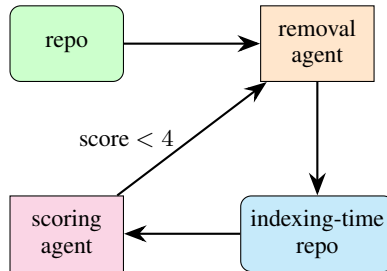 repo
removal
agent
score < 4
scoring
agent
indexing-time
repo